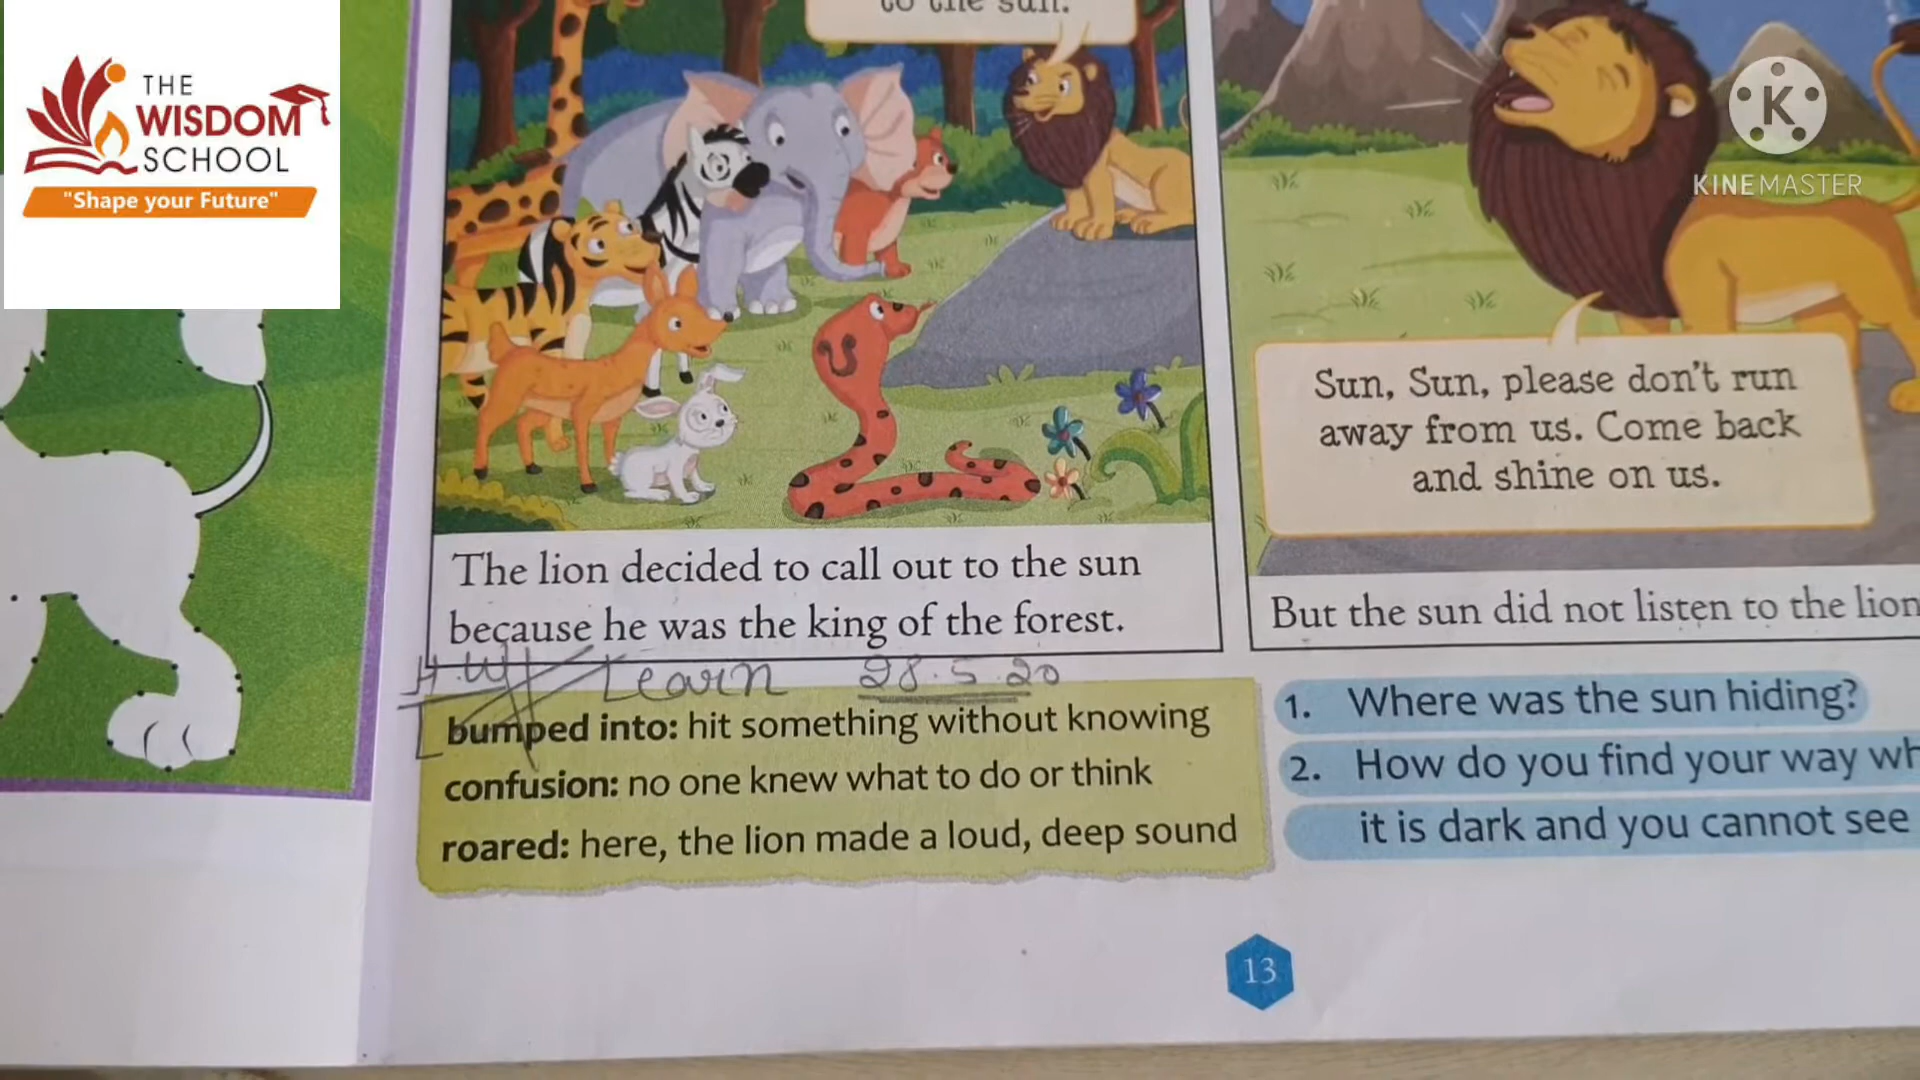 THE
WISDOM
SCHOOL
"Shape your Future"
to the sun.
K
KINEMASTER
Sun, Sun, please don't run
away from us. Come back
and shine on us.
The lion decided to call out to the sun
because he was the king of the forest.
But the sun did not listen to the lion
H.W Learn 28.5.20
bumped into: hit something without knowing
confusion: no one knew what to do or think
roared: here, the lion made a loud, deep sound
1. Where was the sun hiding?
2. How do you find your way wh
it is dark and you cannot see
13